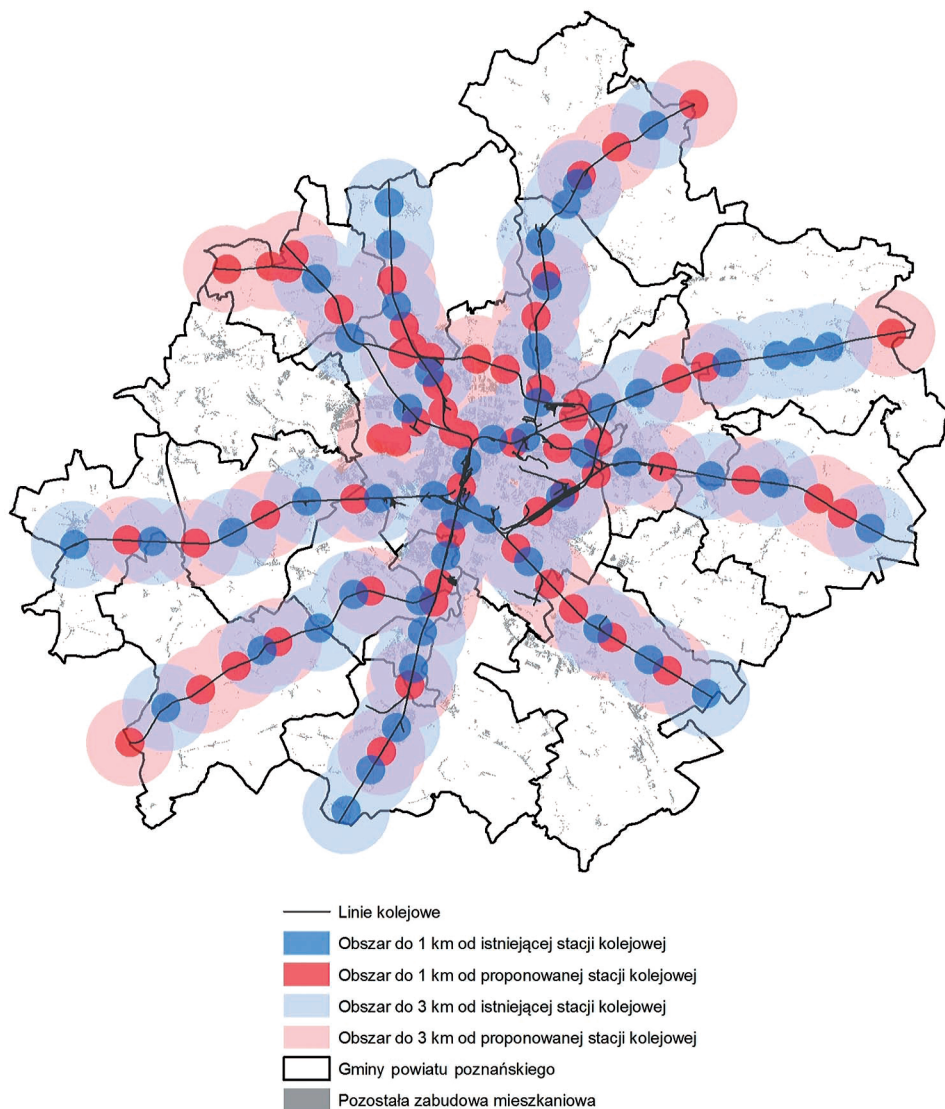 Linie kolejowe
Obszar do 1 km od istniejącej stacji kolejowej
Obszar do 1 km od proponowanej stacji kolejowej
Obszar do 3 km od istniejącej stacji kolejowej
Obszar do 3 km od proponowanej stacji kolejowej
Gminy powiatu poznańskiego
Pozostała zabudowa mieszkaniowa